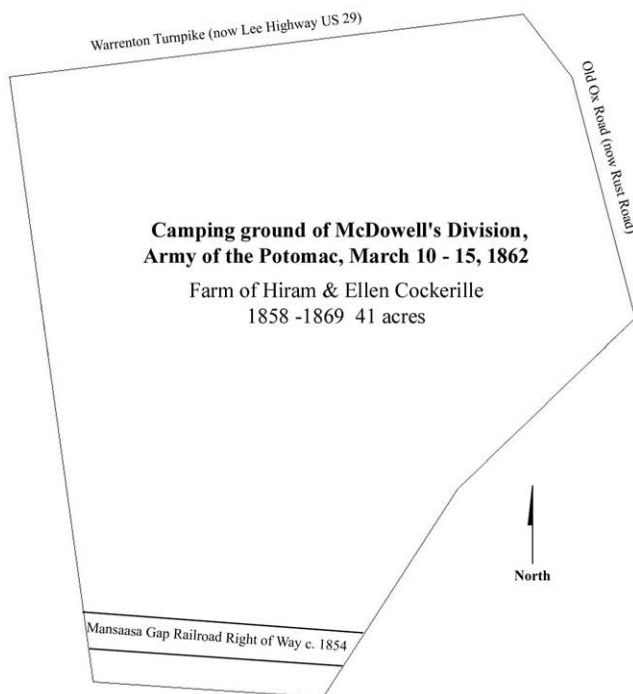 Warrenton Turnpike (now Lee Highway US 29)
Old Ox Road (now Rust Road)
Camping ground of McDowell's Division,
Army of the Potomac, March 10 - 15, 1862
Farm of Hiram & Ellen Cockerille
1858 -1869 41 acres
North
Mansaasa Gap Railroad Right of Way c. 1854